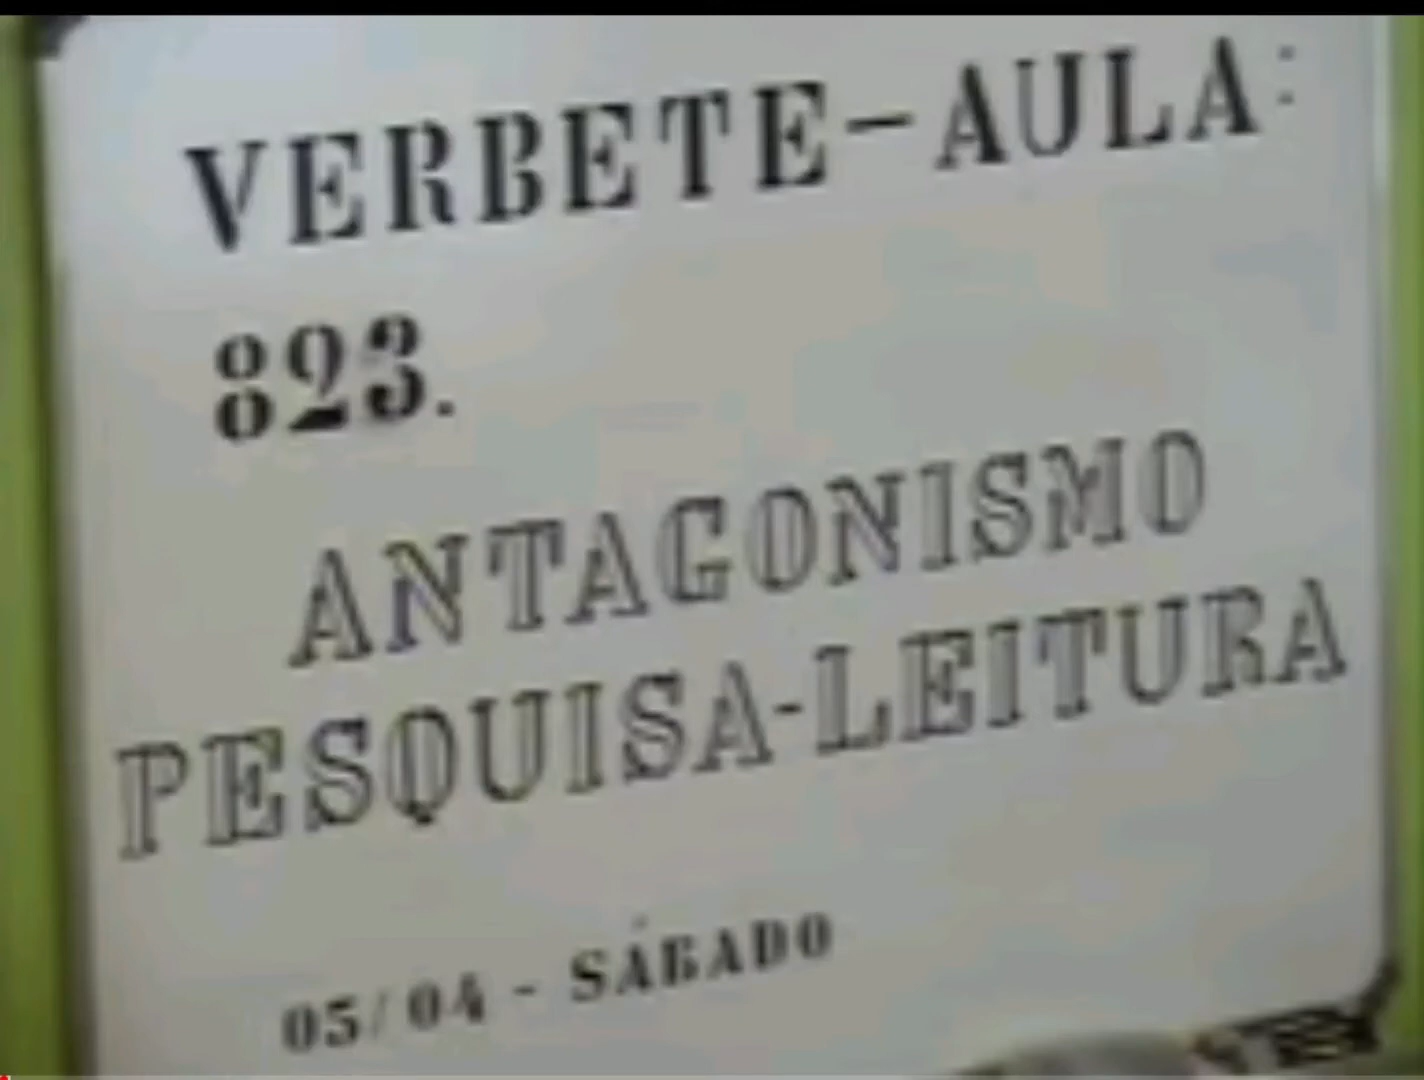 VERBETE-AULA:
823.
ANTAGONISMO
PESQUISA-LEITURA
05/04 - SÁBADO